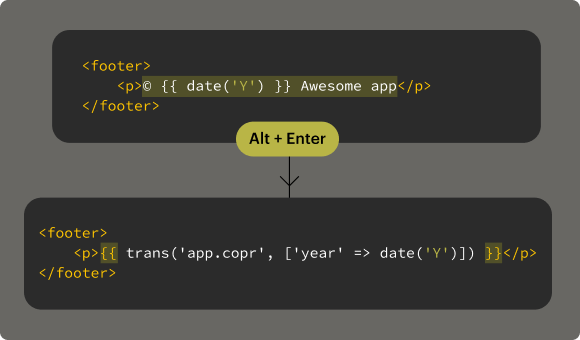 <footer>
<p>© {{ date('Y') }} Awesome app</p>
</footer>
Alt + Enter
<footer>
<p>{{ trans('app.copr', ['year' => date('Y')]) }}</p>
</footer>